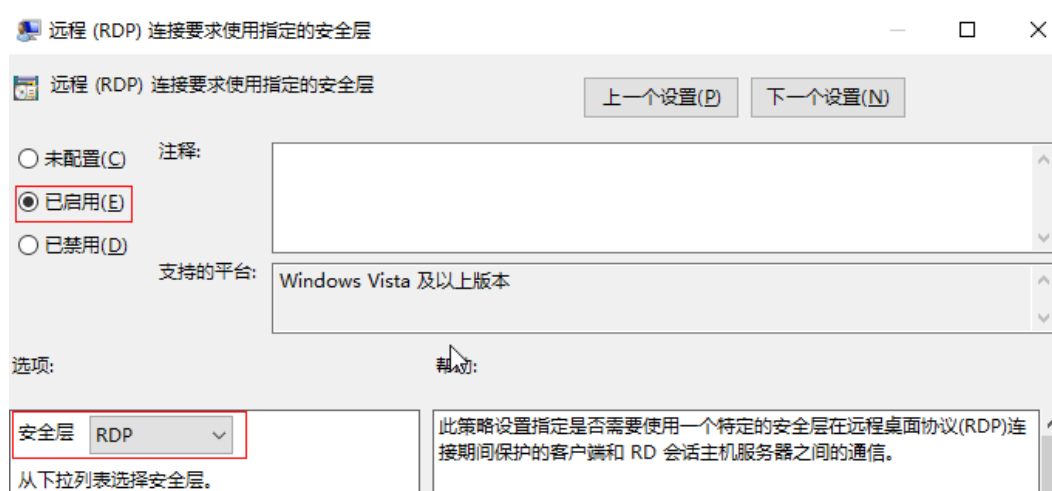 远程 (RDP) 连接要求使用指定的安全层
远程 (RDP) 连接要求使用指定的安全层
上一个设置(P)
下一个设置(N)
未配置(C)
注释:
已启用(E)
已禁用(D)
支持的平台:
Windows Vista 及以上版本
选项:
帮助:
安全层
RDP
从下拉列表选择安全层。
此策略设置指定是否需要使用一个特定的安全层在远程桌面协议(RDP)连
接期间保护的客户端和 RD 会话主机服务器之间的通信。